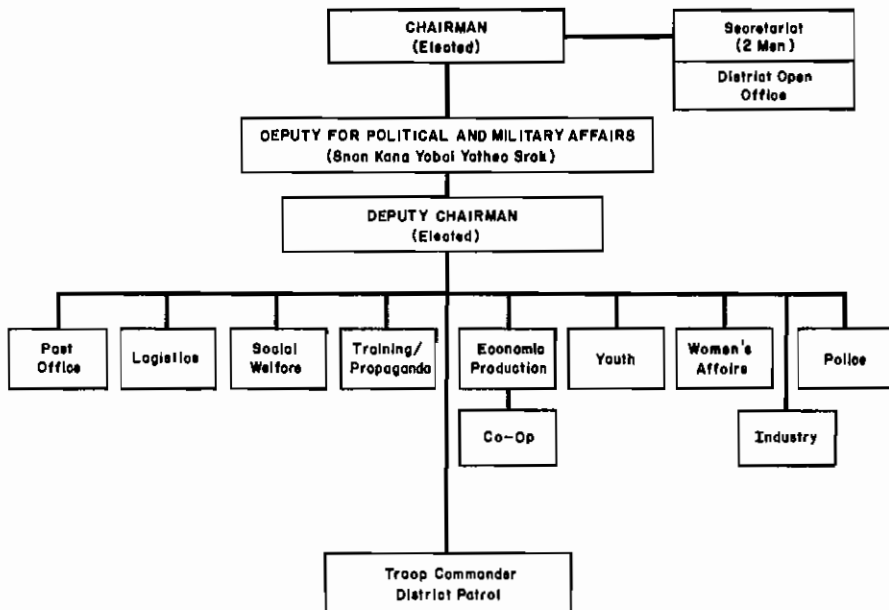 CHAIRMAN
(Elected)
Secretariat
(2 Men)
District Open
Office
DEPUTY FOR POLITICAL AND MILITARY AFFAIRS
(Snan Kana Yobal Yothea Srok)
DEPUTY CHAIRMAN
(Elected)
Post
Office
Logistics
Social
Welfare
Training/
Propaganda
Economic
Production
Youth
Women's
Affairs
Police
Co-Op
Industry
Troop Commander
District Patrol